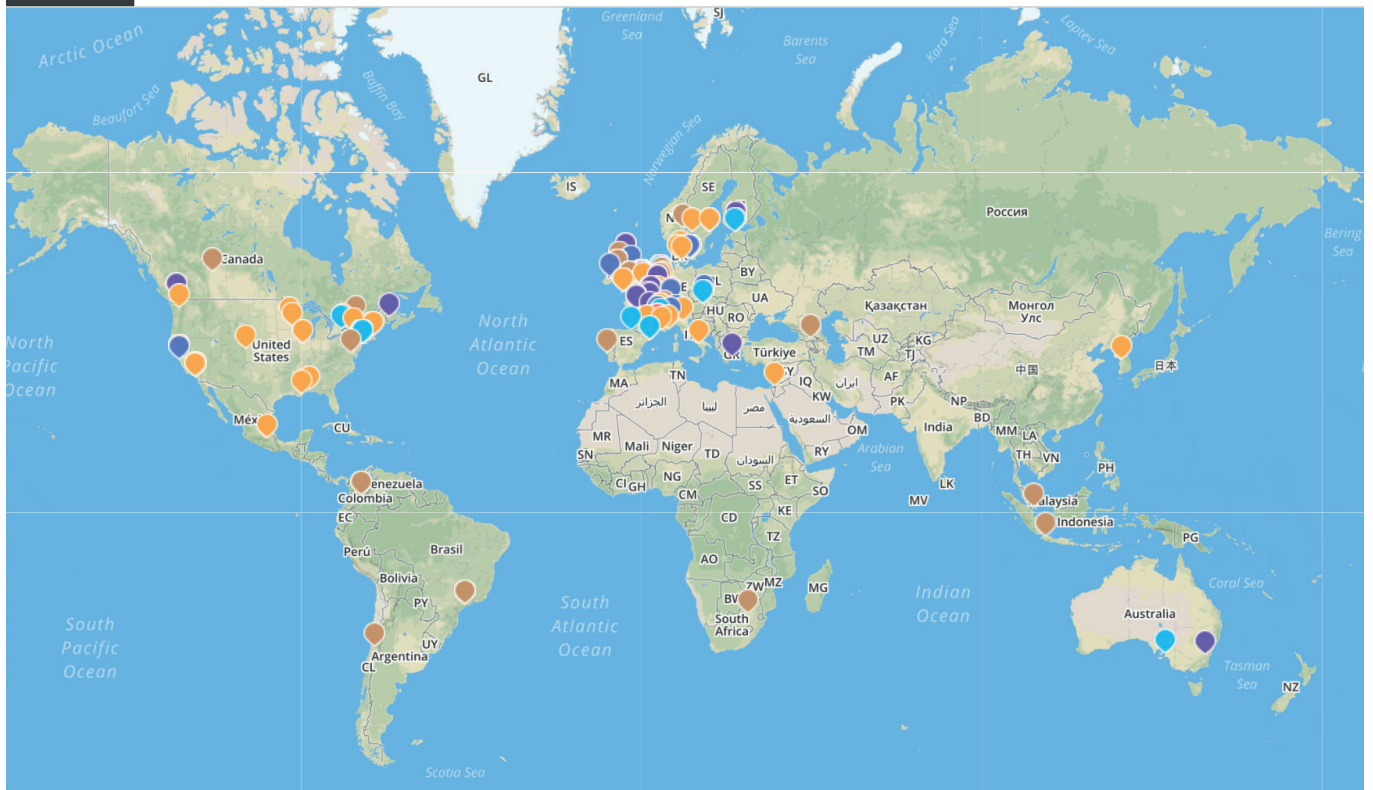 SJ
Greenland
Sea
Arctic Ocean
Barents
Sea
Kara Sea
Laptev Sea
GL
Baffin Bay
Beaufort Sea
Norwegian Sea
IS
SE
Россия
Bering
Sea
Canada
BY
UA
Қазақстан
Монгол
Улс
HU
RO
North
Atlantic
Ocean
North
Pacific
Ocean
United
States
ES
Türkiye
UZ
KG
TM
TJ
中国
日本
MA
TN
IQ
ایران
AF
KW
PK
NP
الجزائر
ليبيا
مصر
السعودية
BD
India
OM
MM
LA
CU
MR
Mali
Niger
TD
السودان
RY
Arabian
Sea
TH
VN
PH
SN
CI
GH
NG
CM
SS
ET
SO
LK
MV
Colombia
EC
CD
KE
TZ
Indonesia
PG
Perú
Brasil
AO
Bolivia
ZW
MZ
MG
PY
Indian
Ocean
Coral Sea
South
Pacific
Ocean
South
Atlantic
Ocean
South
Africa
Australia
UY
Argentina
CL
Tasman
Sea
NZ
Scotia Sea